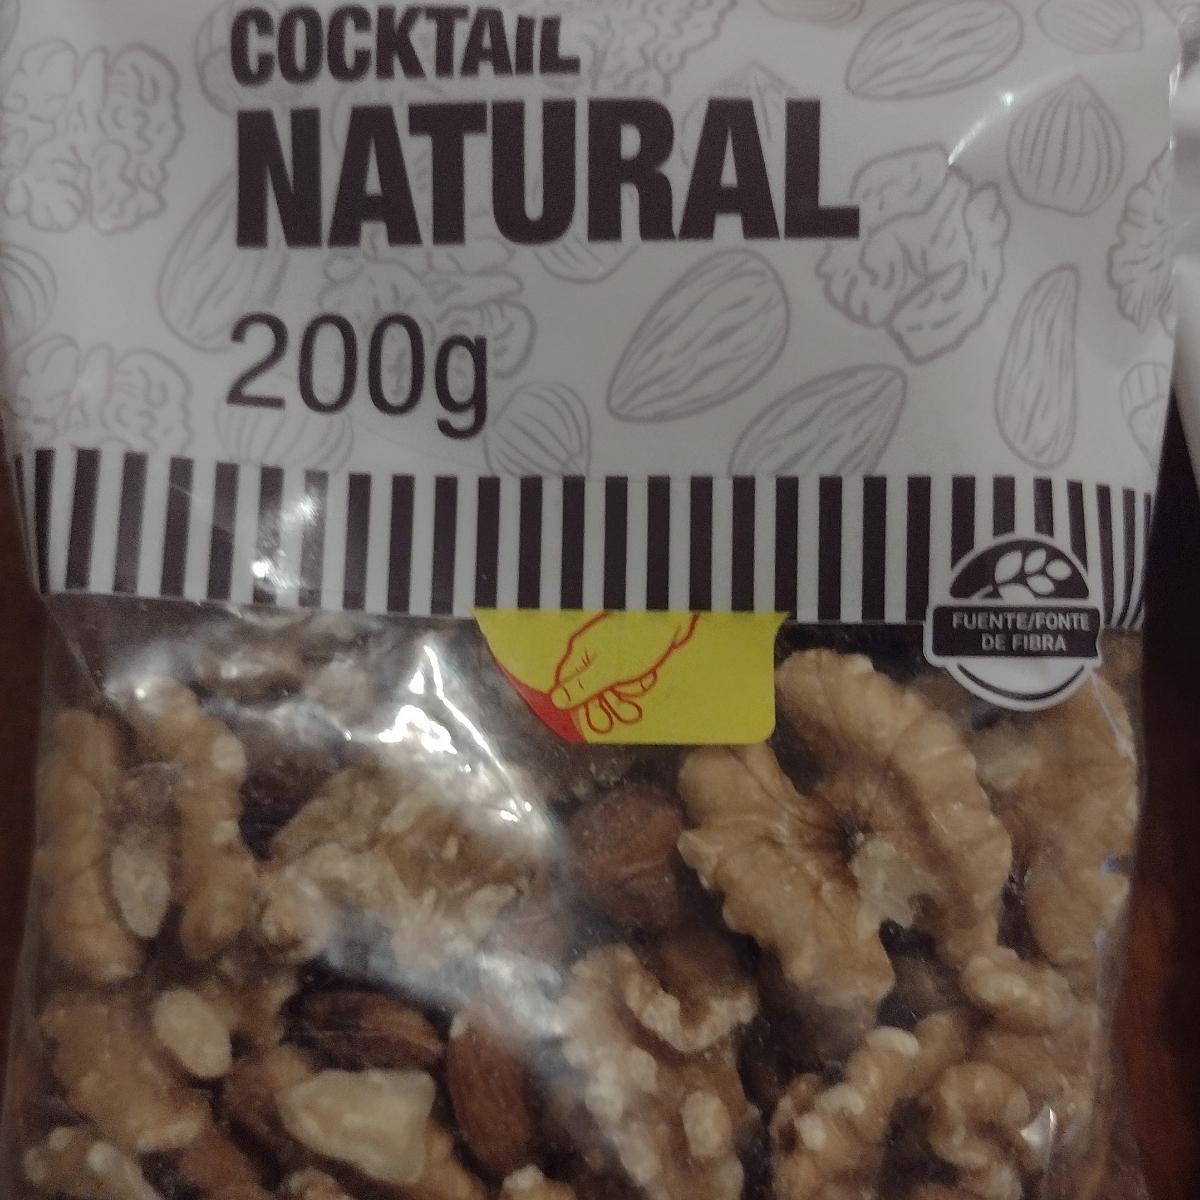 COCKTAIL
NATURAL
200g
FUENTE/FONTE
DE FIBRA